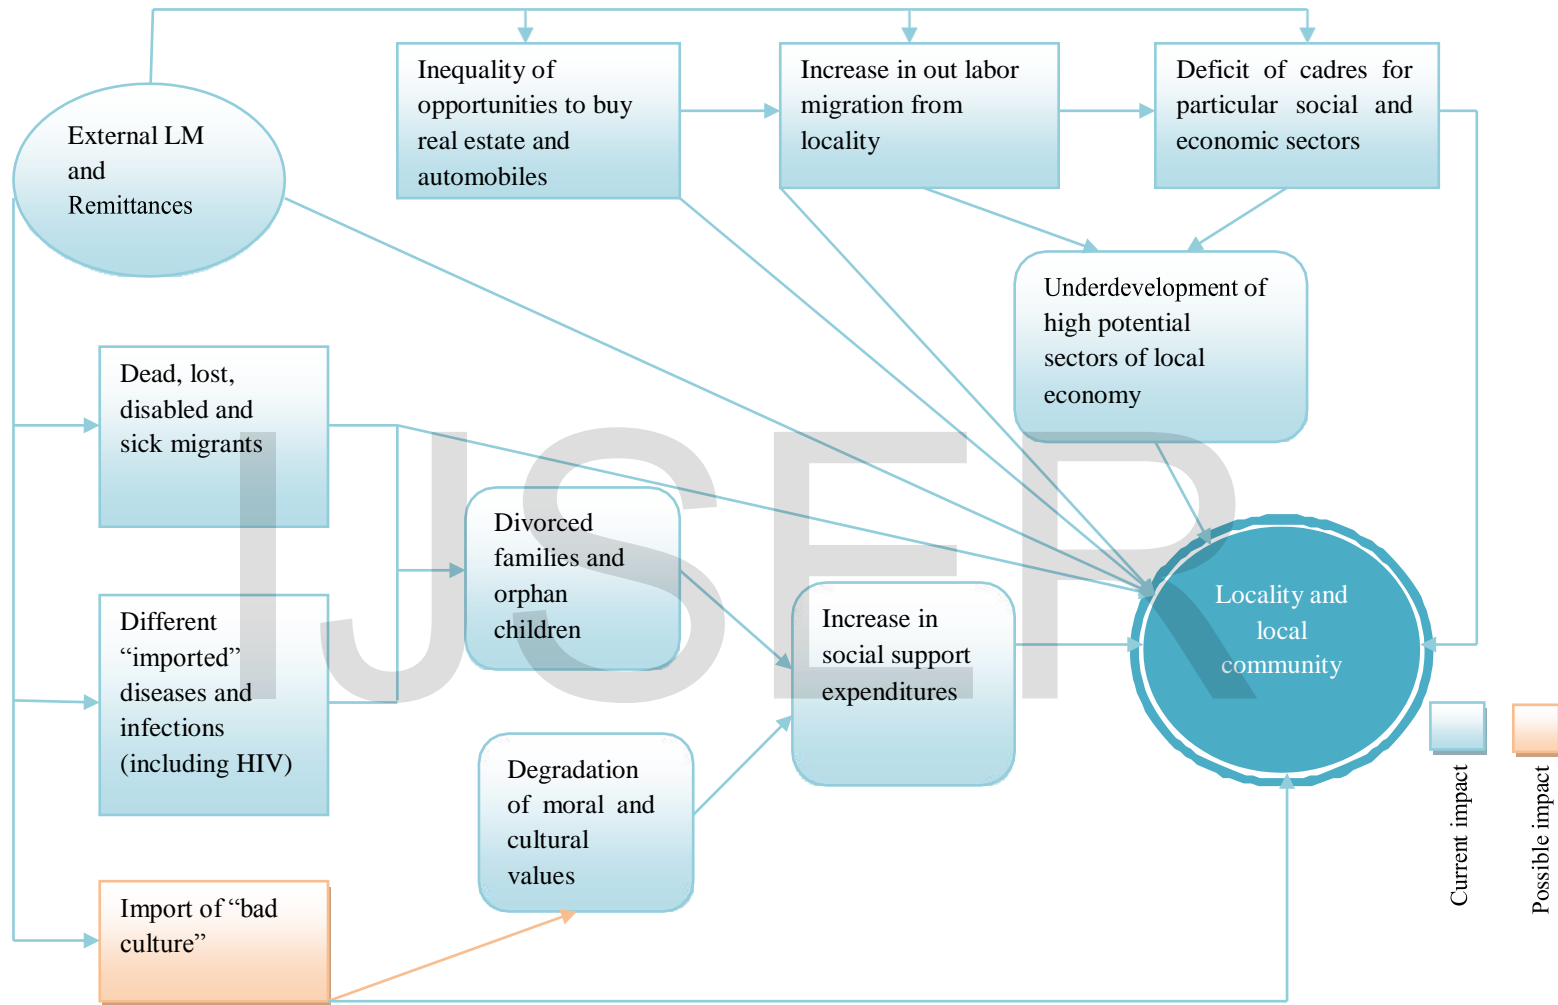 External LM
and
Remittances
Inequality of
opportunities to buy
real estate and
automobiles
Increase in out labor
migration from
locality
Deficit of cadres for
particular social and
economic sectors
Underdevelopment of
high potential
sectors of local
economy
Dead, lost,
disabled and
sick migrants
Divorced
families and
orphan
children
Different
“imported”
diseases and
infections
(including HIV)
Increase in
social support
expenditures
Locality and
local
community
Degradation
of moral and
cultural
values
Import of “bad
culture”
Current impact
Possible impact
IJSER